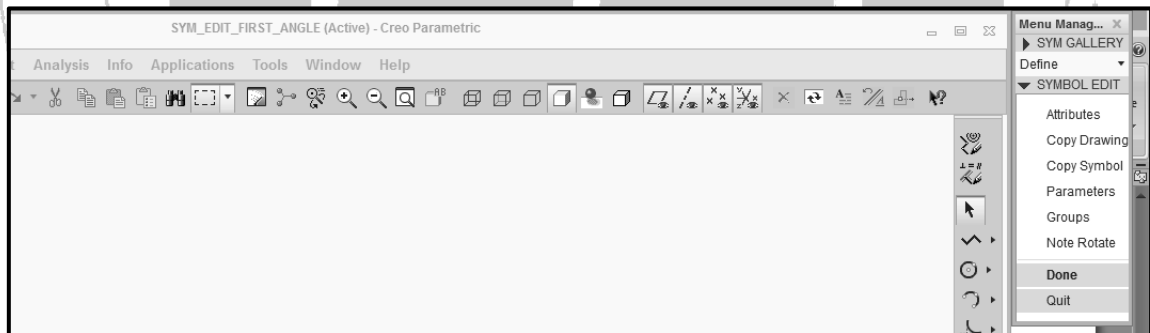 SYM_EDIT_FIRST_ANGLE (Active) - Creo Parametric
Analysis Info Applications Tools Window Help
Menu Manag...
SYM GALLERY
Define
SYMBOL EDIT
Attributes
Copy Drawing
Copy Symbol
Parameters
Groups
Note Rotate
Done
Quit